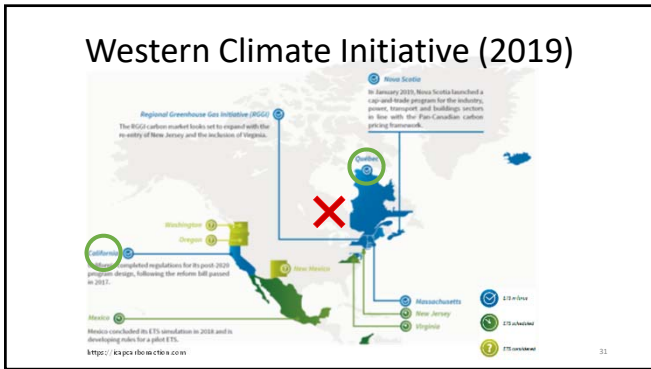 Western Climate Initiative (2019)
Nova Scotia
In January 2019, Nova Scotia launched a
cap-and-trade program for the industry,
power, transport and buildings sectors
in line with the Pan-Canadian carbon
pricing framework.
Regional Greenhouse Gas Initiative (RGGI)
The RGGI carbon market looks set to expand with the
re-entry of New Jersey and the inclusion of Virginia.
Québec
Washington
Oregon
California
California completed regulations for its post-2020
program design, following the reform bill passed
in 2017.
New Mexico
Mexico
Mexico concluded its ETS simulation in 2018 and is
developing rules for a pilot ETS.
Massachusetts
New Jersey
Virginia
ETS in force
ETS scheduled
ETS considered
https://icapcarbonaction.com
31